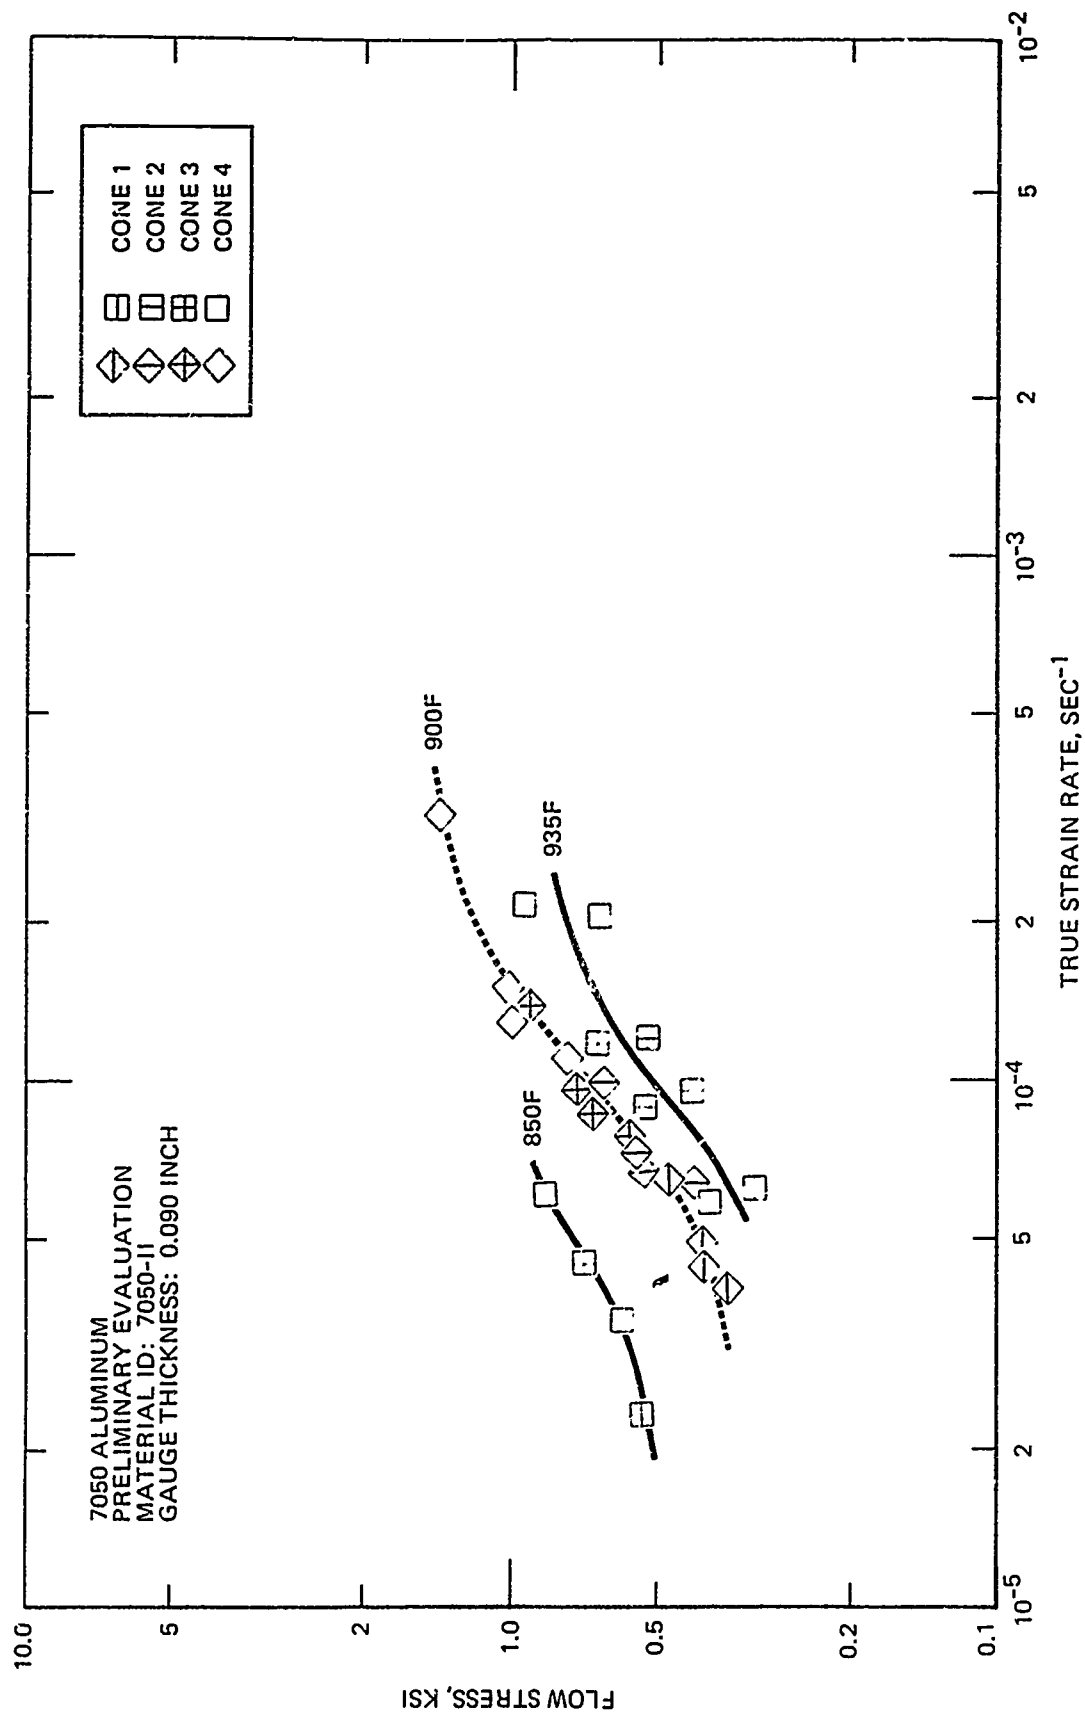 7050 ALUMINUM
PRELIMINARY EVALUATION
MATERIAL ID: 7050-II
GAUGE THICKNESS: 0.090 INCH
CONE 1
CONE 2
CONE 3
CONE 4
850F
900F
935F
FLOW STRESS, KSI
10.0
5
2
1.0
0.5
0.2
0.1
10⁻⁵ 2 5 10⁻⁴ 2 5 10⁻³ 2 5 10⁻²
TRUE STRAIN RATE, SEC⁻¹